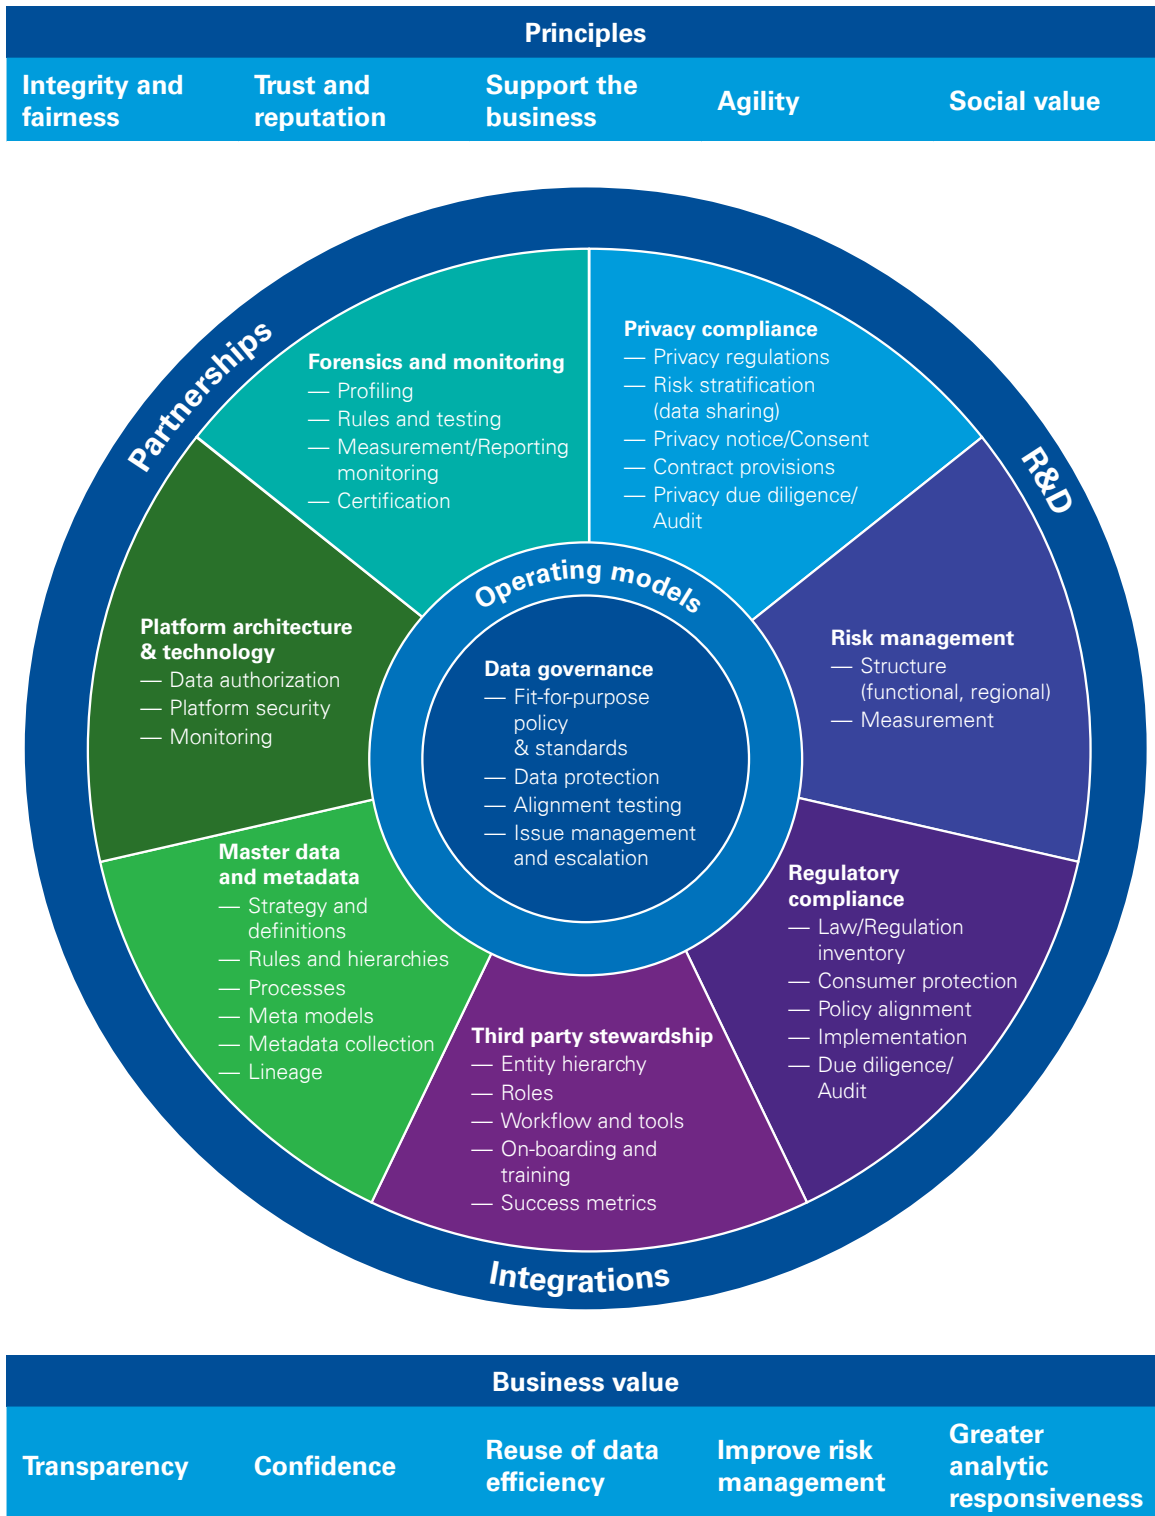 Principles
Integrity and
fairness
Trust and
reputation
Support the
business
Agility
Social value
Partnerships
R&D
Integrations
Forensics and monitoring
— Profiling
— Rules and testing
— Measurement/Reporting
monitoring
— Certification
Privacy compliance
— Privacy regulations
— Risk stratification
(data sharing)
— Privacy notice/Consent
— Contract provisions
— Privacy due diligence/
Audit
Platform architecture
& technology
— Data authorization
— Platform security
— Monitoring
Operating models
Data governance
— Fit-for-purpose
policy
& standards
— Data protection
— Alignment testing
— Issue management
and escalation
Risk management
— Structure
(functional, regional)
— Measurement
Master data
and metadata
— Strategy and
definitions
— Rules and hierarchies
— Processes
— Meta models
— Metadata collection
— Lineage
Third party stewardship
— Entity hierarchy
— Roles
— Workflow and tools
— On-boarding and
training
— Success metrics
Regulatory
compliance
— Law/Regulation
inventory
— Consumer protection
— Policy alignment
— Implementation
— Due diligence/
Audit
Business value
Transparency
Confidence
Reuse of data
efficiency
Improve risk
management
Greater
analytic
responsiveness